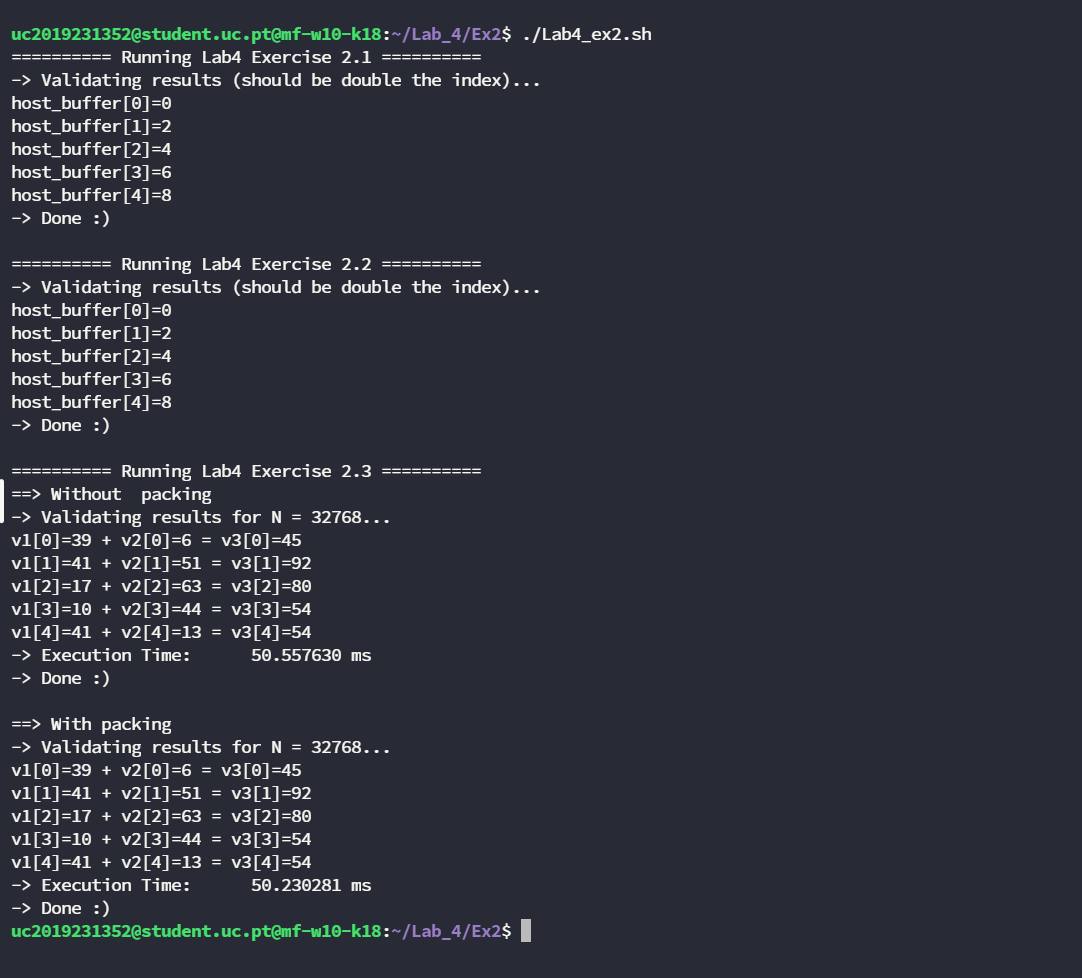 uc2019231352@student.uc.pt@mf-w10-k18:~/Lab_4/Ex2$ ./Lab4_ex2.sh
========== Running Lab4 Exercise 2.1 ==========
-> Validating results (should be double the index)...
host_buffer[0]=0
host_buffer[1]=2
host_buffer[2]=4
host_buffer[3]=6
host_buffer[4]=8
-> Done :)

========== Running Lab4 Exercise 2.2 ==========
-> Validating results (should be double the index)...
host_buffer[0]=0
host_buffer[1]=2
host_buffer[2]=4
host_buffer[3]=6
host_buffer[4]=8
-> Done :)

========== Running Lab4 Exercise 2.3 ==========
==> Without  packing
-> Validating results for N = 32768...
v1[0]=39 + v2[0]=6 = v3[0]=45
v1[1]=41 + v2[1]=51 = v3[1]=92
v1[2]=17 + v2[2]=63 = v3[2]=80
v1[3]=10 + v2[3]=44 = v3[3]=54
v1[4]=41 + v2[4]=13 = v3[4]=54
-> Execution Time:      50.557630 ms
-> Done :)

==> With packing
-> Validating results for N = 32768...
v1[0]=39 + v2[0]=6 = v3[0]=45
v1[1]=41 + v2[1]=51 = v3[1]=92
v1[2]=17 + v2[2]=63 = v3[2]=80
v1[3]=10 + v2[3]=44 = v3[3]=54
v1[4]=41 + v2[4]=13 = v3[4]=54
-> Execution Time:      50.230281 ms
-> Done :)
uc2019231352@student.uc.pt@mf-w10-k18:~/Lab_4/Ex2$